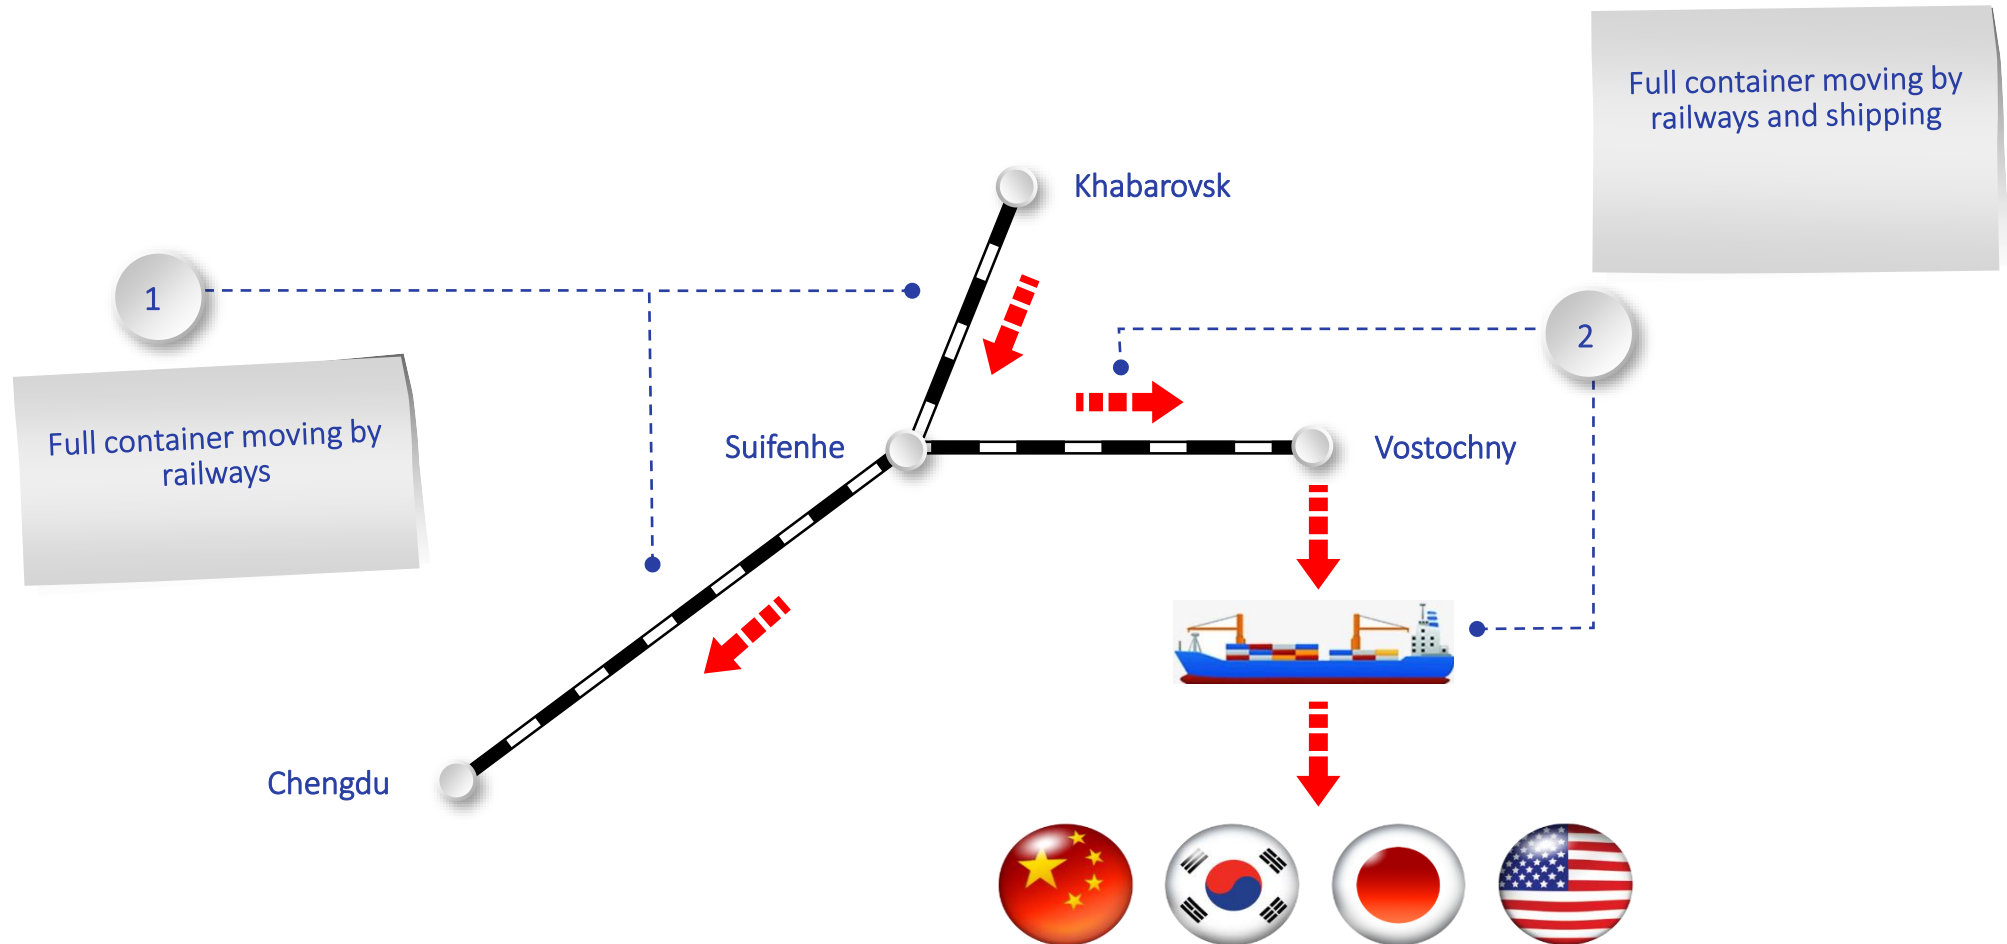 Full container moving by
railways and shipping
Khabarovsk
1
2
Full container moving by
railways
Suifenhe
Vostochny
Chengdu